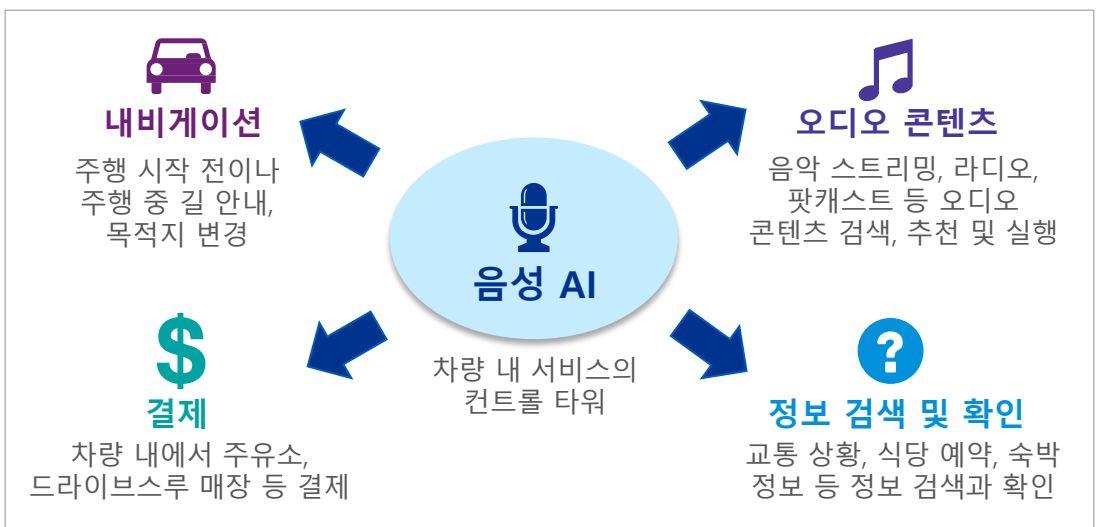 내비게이션
주행 시작 전이나
주행 중 길 안내,
목적지 변경
오디오 콘텐츠
음악 스트리밍, 라디오,
팟캐스트 등 오디오
콘텐츠 검색, 추천 및 실행
음성 AI
차량 내 서비스의
컨트롤 타워
$
결제
차량 내에서 주유소,
드라이브스루 매장 등 결제
?
정보 검색 및 확인
교통 상황, 식당 예약, 숙박
정보 등 정보 검색과 확인